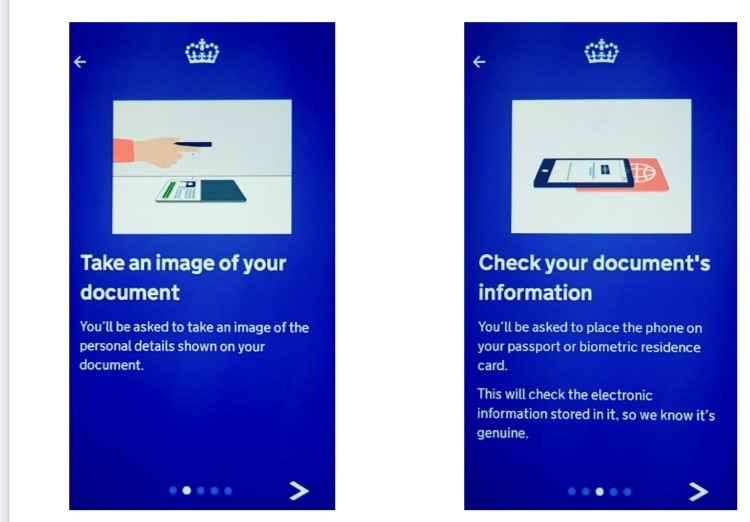 Take an image of your
document
You'll be asked to take an image of the
personal details shown on your
document.
Check your document's
information
You'll be asked to place the phone on
your passport or biometric residence
card.
This will check the electronic
information stored in it, so we know it's
genuine.